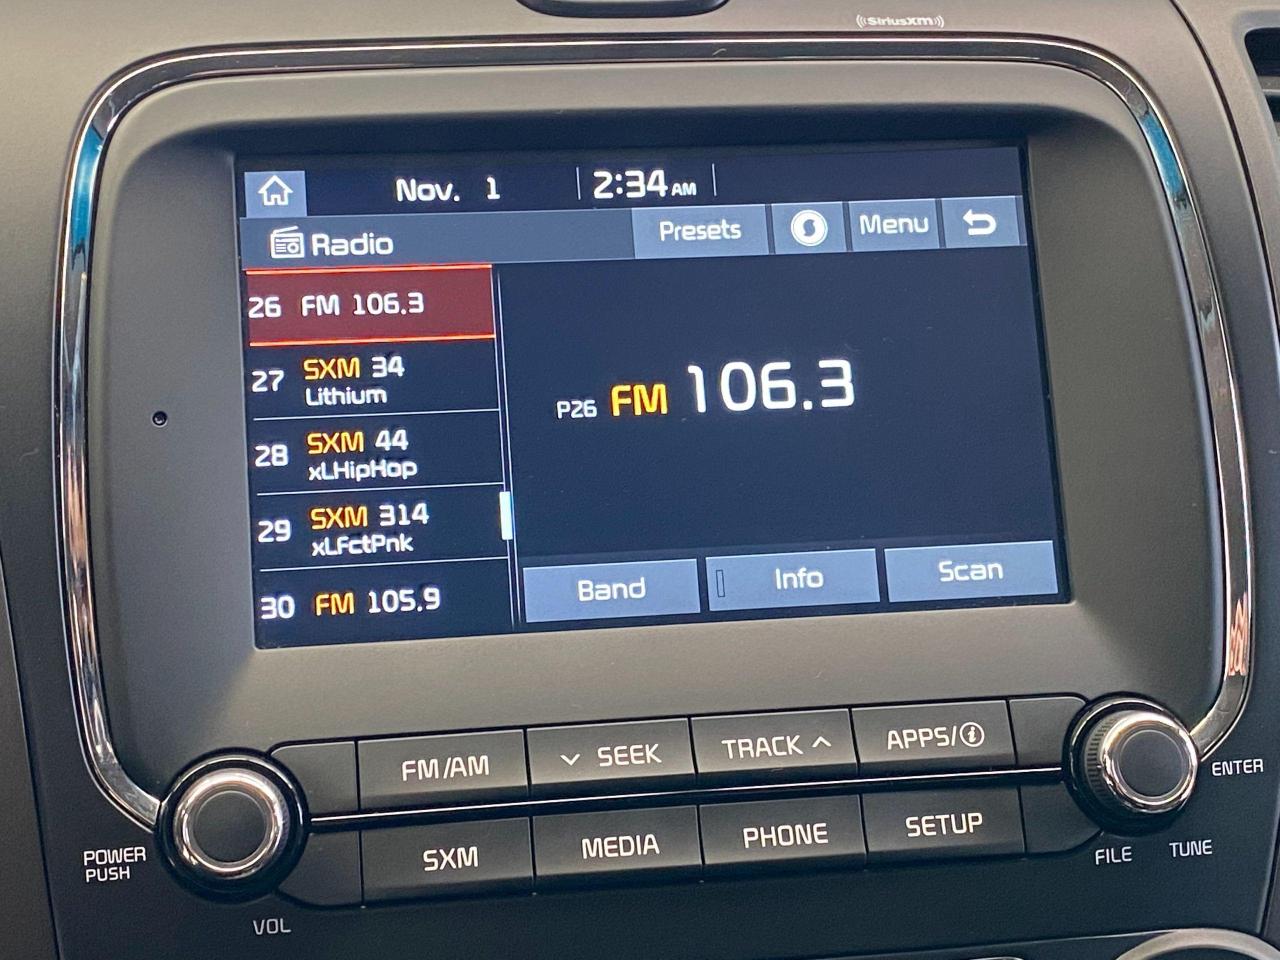 SiriusXM
Nov. 1 2:34 AM
Radio Presets Menu
26 FM 106.3
27 SXM 34
Lithium
28 SXM 44
xLHipHop
29 SXM 314
xLFctPnk
30 FM 105.9
P26 FM 106.3
Band Info Scan
FM/AM SEEK TRACK APPS/i
SXM MEDIA PHONE SETUP
POWER
PUSH
VOL
ENTER
FILE TUNE